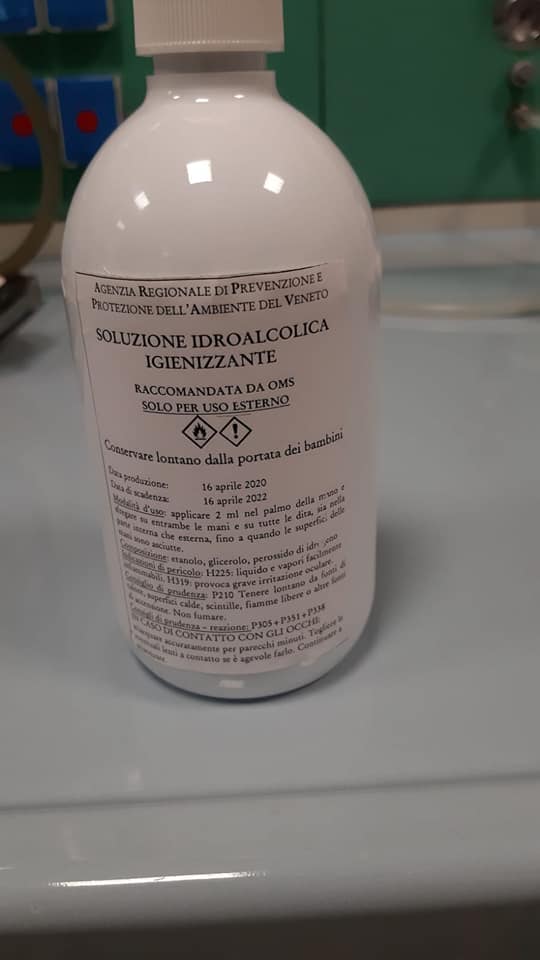 AGENZIA REGIONALE DI PREVENZIONE E
PROTEZIONE DELL'AMBIENTE DEL VENETO
SOLUZIONE IDROALCOLICA
IGIENIZZANTE
RACCOMANDATA DA OMS
SOLO PER USO ESTERNO
Conservare lontano dalla portata dei bambini
Data produzione: 16 aprile 2020
Data di scadenza: 16 aprile 2022
Modalità d'uso: applicare 2 ml nel palmo della mano e
sfregare su entrambe le mani e su tutte le dita, sia nella
parte interna che esterna, fino a quando le superfici delle
mani sono asciutte.
Composizione: etanolo, glicerolo, perossido di idrogeno
Indicazioni di pericolo: H225: liquido e vapori facilmente
infiammabili. H319: provoca grave irritazione oculare.
Consiglio di prudenza: P210 Tenere lontano da fonti di
calore, superfici calde, scintille, fiamme libere o altre fonti
di accensione. Non fumare.
Consigli di prudenza – reazione: P305+P351+P338
IN CASO DI CONTATTO CON GLI OCCHI:
sciacquare accuratamente per parecchi minuti. Togliere le
eventuali lenti a contatto se è agevole farlo. Continuare a
sciacquare.